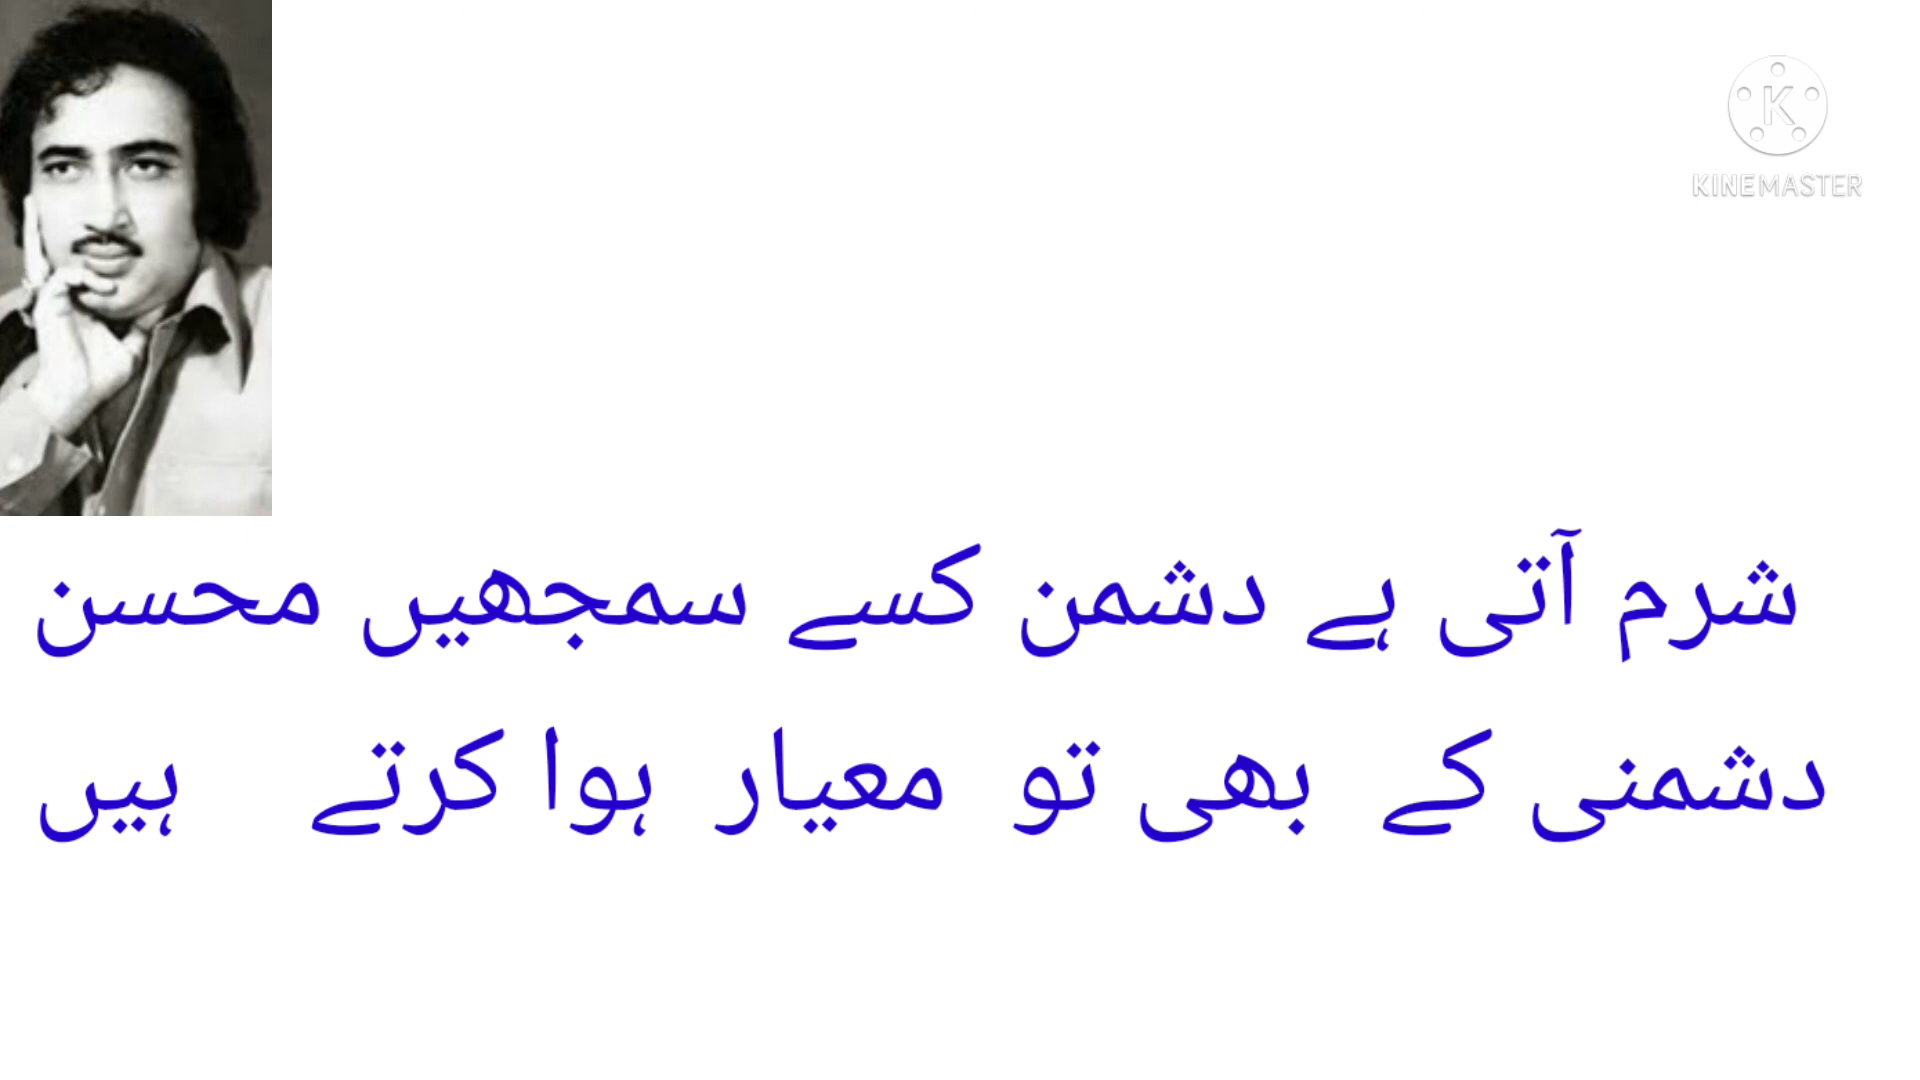 KINEMASTER
شرم آتی ہے دشمن کسے سمجھیں محسن
دشمنی کے بھی تو معیار ہوا کرتے ہیں